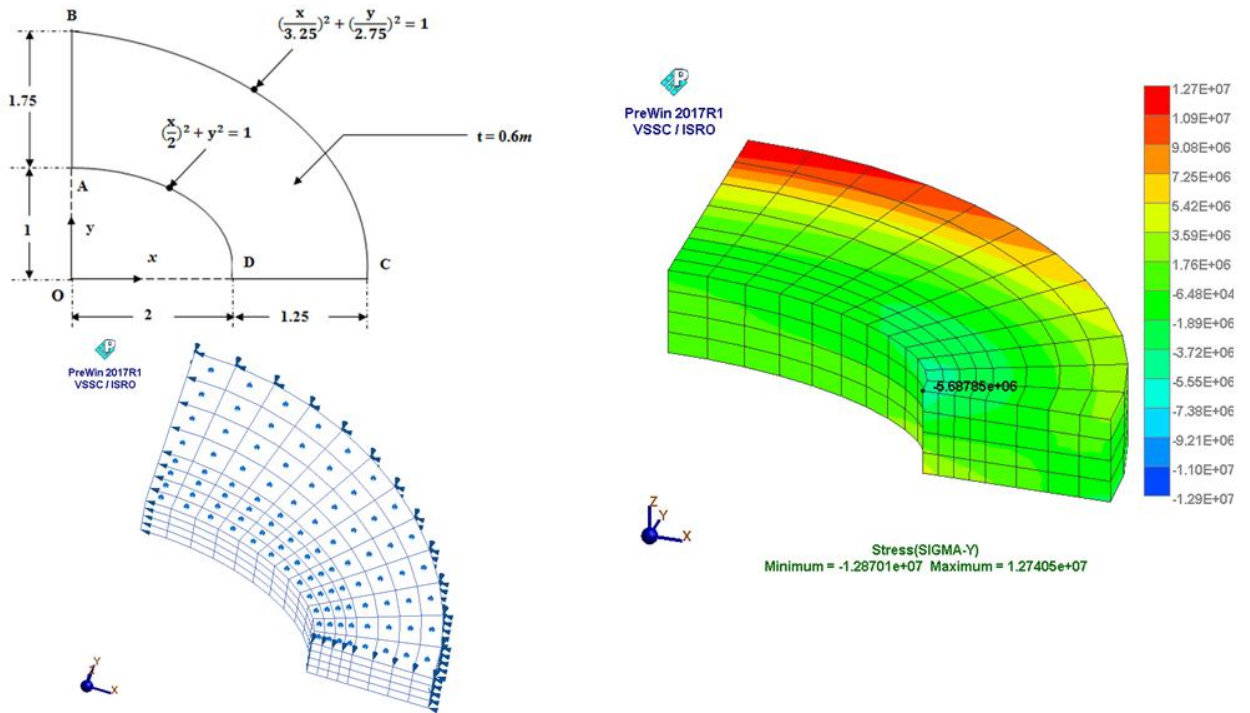 B
(x/3.25)² + (y/2.75)² = 1
1.75
(x/2)² + y² = 1
t = 0.6m
A
1
y
x
D
C
O
2
1.25
PreWin 2017R1
VSSC / ISRO
Y
Z
X
PreWin 2017R1
VSSC / ISRO
1.27E+07
1.09E+07
9.08E+06
7.25E+06
5.42E+06
3.59E+06
1.76E+06
-6.48E+04
-1.89E+06
-3.72E+06
-5.55E+06
-7.38E+06
-9.21E+06
-1.10E+07
-1.29E+07
-5.68785e+06
Z
Y
X
Stress(SIGMA-Y)
Minimum = -1.28701e+07 Maximum = 1.27405e+07